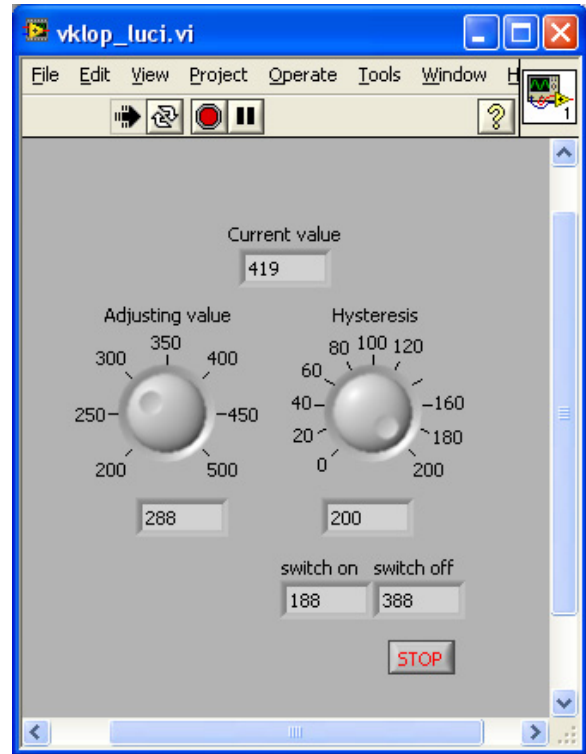 vklop_luci.vi
File Edit View Project Operate Tools Window H
1
Current value
419
Adjusting value
350
300 400
250 450
200 500
288
Hysteresis
80 100 120
60
40 160
20 180
0 200
200
switch on switch off
188 388
STOP